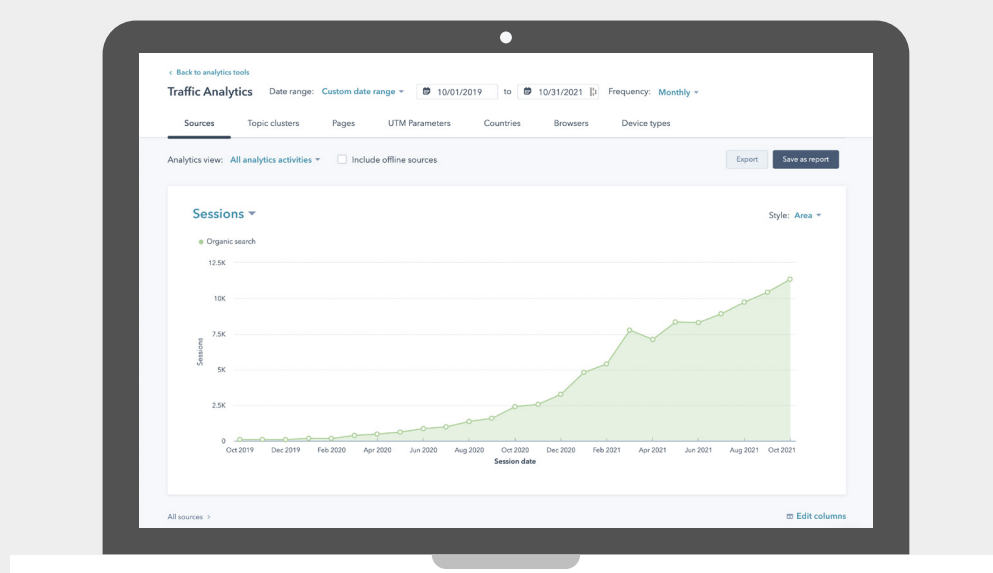 ‹ Back to analytics tools
Traffic Analytics Date range: Custom date range 10/01/2019 to 10/31/2021 Frequency: Monthly
Sources Topic clusters Pages UTM Parameters Countries Browsers Device types
Analytics view: All analytics activities Include offline sources Export Save as report
Sessions Style: Area
Organic search
12.5K
10K
7.5K
5K
2.5K
0
Sessions
Oct 2019 Dec 2019 Feb 2020 Apr 2020 Jun 2020 Aug 2020 Oct 2020 Dec 2020 Feb 2021 Apr 2021 Jun 2021 Aug 2021 Oct 2021
Session date
All sources › Edit columns